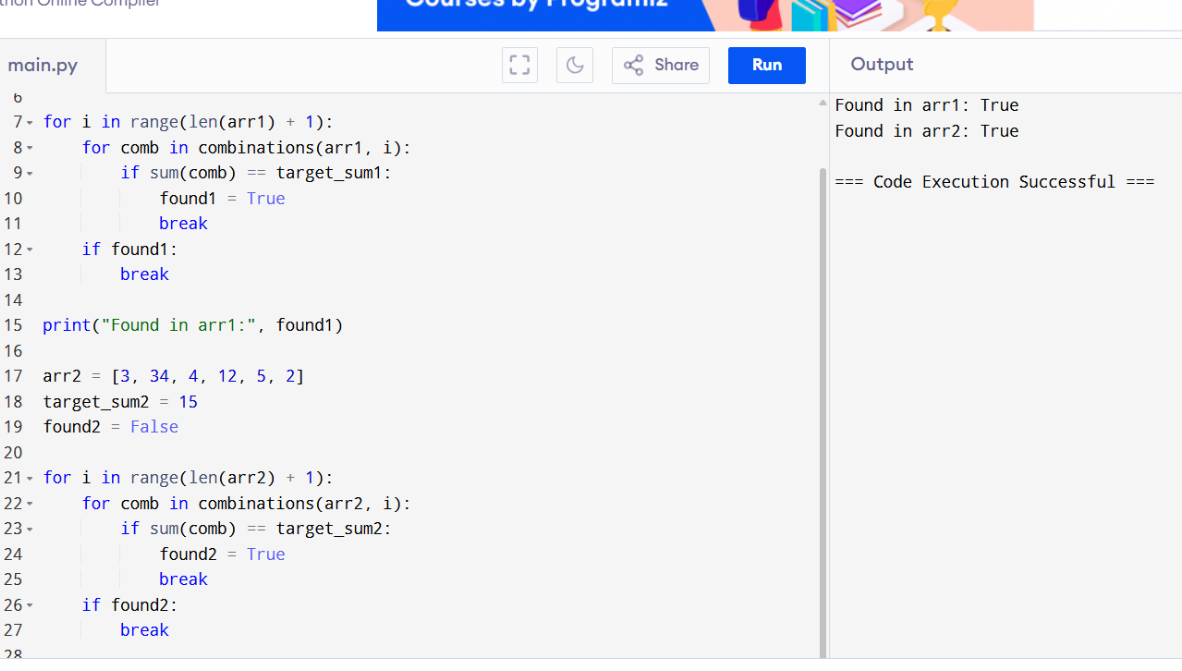 thon Online Compiler
Courses by Programiz
main.py
Share
Run
Output
6
7 for i in range(len(arr1) + 1):
8     for comb in combinations(arr1, i):
9         if sum(comb) == target_sum1:
10             found1 = True
11             break
12     if found1:
13         break
14
15 print("Found in arr1:", found1)
16
17 arr2 = [3, 34, 4, 12, 5, 2]
18 target_sum2 = 15
19 found2 = False
20
21 for i in range(len(arr2) + 1):
22     for comb in combinations(arr2, i):
23         if sum(comb) == target_sum2:
24             found2 = True
25             break
26     if found2:
27         break
28
Found in arr1: True
Found in arr2: True
=== Code Execution Successful ===